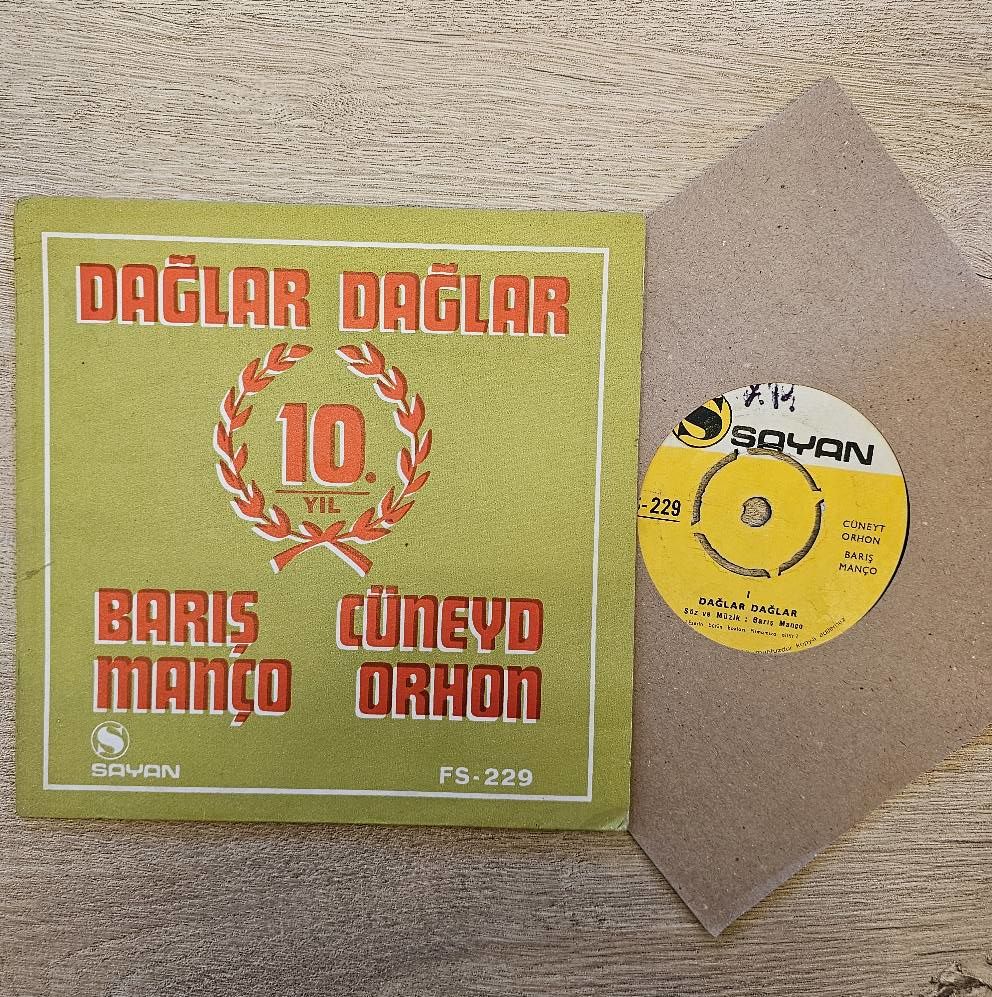 DAĞLAR DAĞLAR
10.
YIL
BARIŞ MANÇO
CÜNEYD ORHON
SAYAN
FS-229
SAYAN
-229
CÜNEYT
ORHON
BARIŞ
MANÇO
I
DAĞLAR DAĞLAR
Söz ve Müzik : Barış Manço